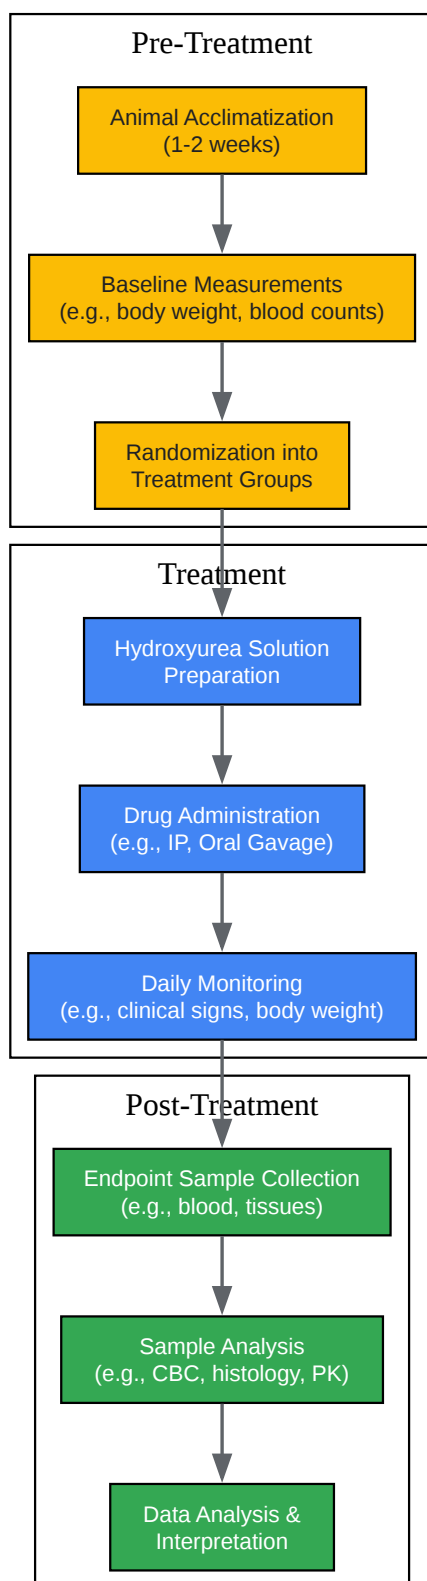 Pre-Treatment
Animal Acclimatization
(1-2 weeks)
Baseline Measurements
(e.g., body weight, blood counts)
Randomization into
Treatment Groups
Treatment
Hydroxyurea Solution
Preparation
Drug Administration
(e.g., IP, Oral Gavage)
Daily Monitoring
(e.g., clinical signs, body weight)
Post-Treatment
Endpoint Sample Collection
(e.g., blood, tissues)
Sample Analysis
(e.g., CBC, histology, PK)
Data Analysis &
Interpretation